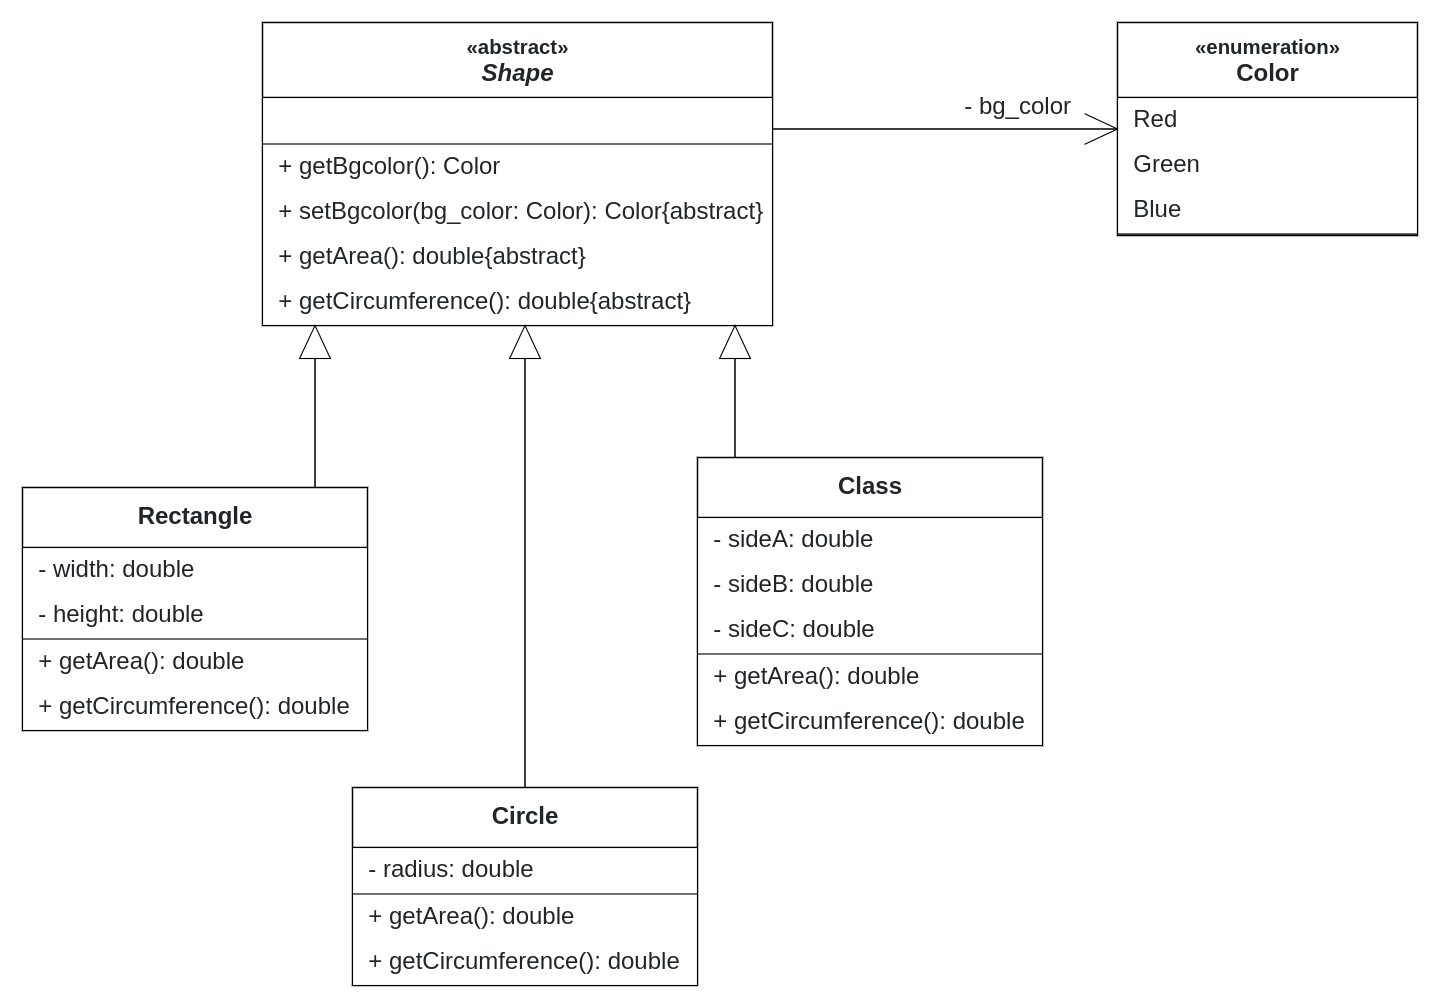 «abstract»
Shape
+ getBgcolor(): Color
+ setBgcolor(bg_color: Color): Color{abstract}
+ getArea(): double{abstract}
+ getCircumference(): double{abstract}
- bg_color
«enumeration»
Color
Red
Green
Blue
Rectangle
- width: double
- height: double
+ getArea(): double
+ getCircumference(): double
Class
- sideA: double
- sideB: double
- sideC: double
+ getArea(): double
+ getCircumference(): double
Circle
- radius: double
+ getArea(): double
+ getCircumference(): double